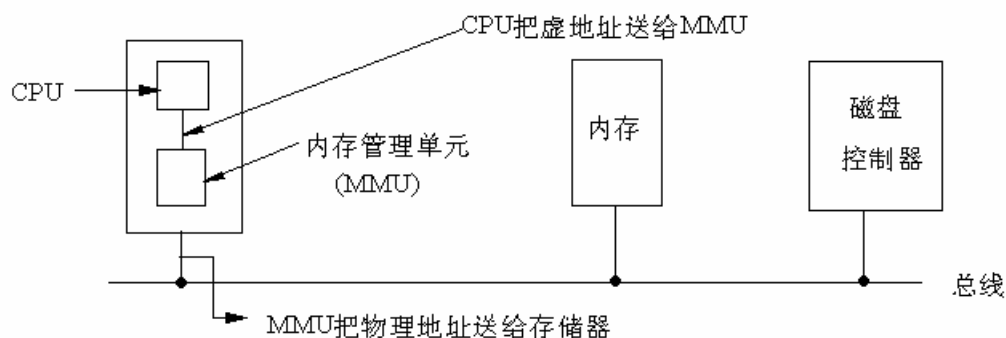 CPU把虚地址送给MMU
CPU
内存管理单元
(MMU)
内存
磁盘
控制器
总线
MMU把物理地址送给存储器